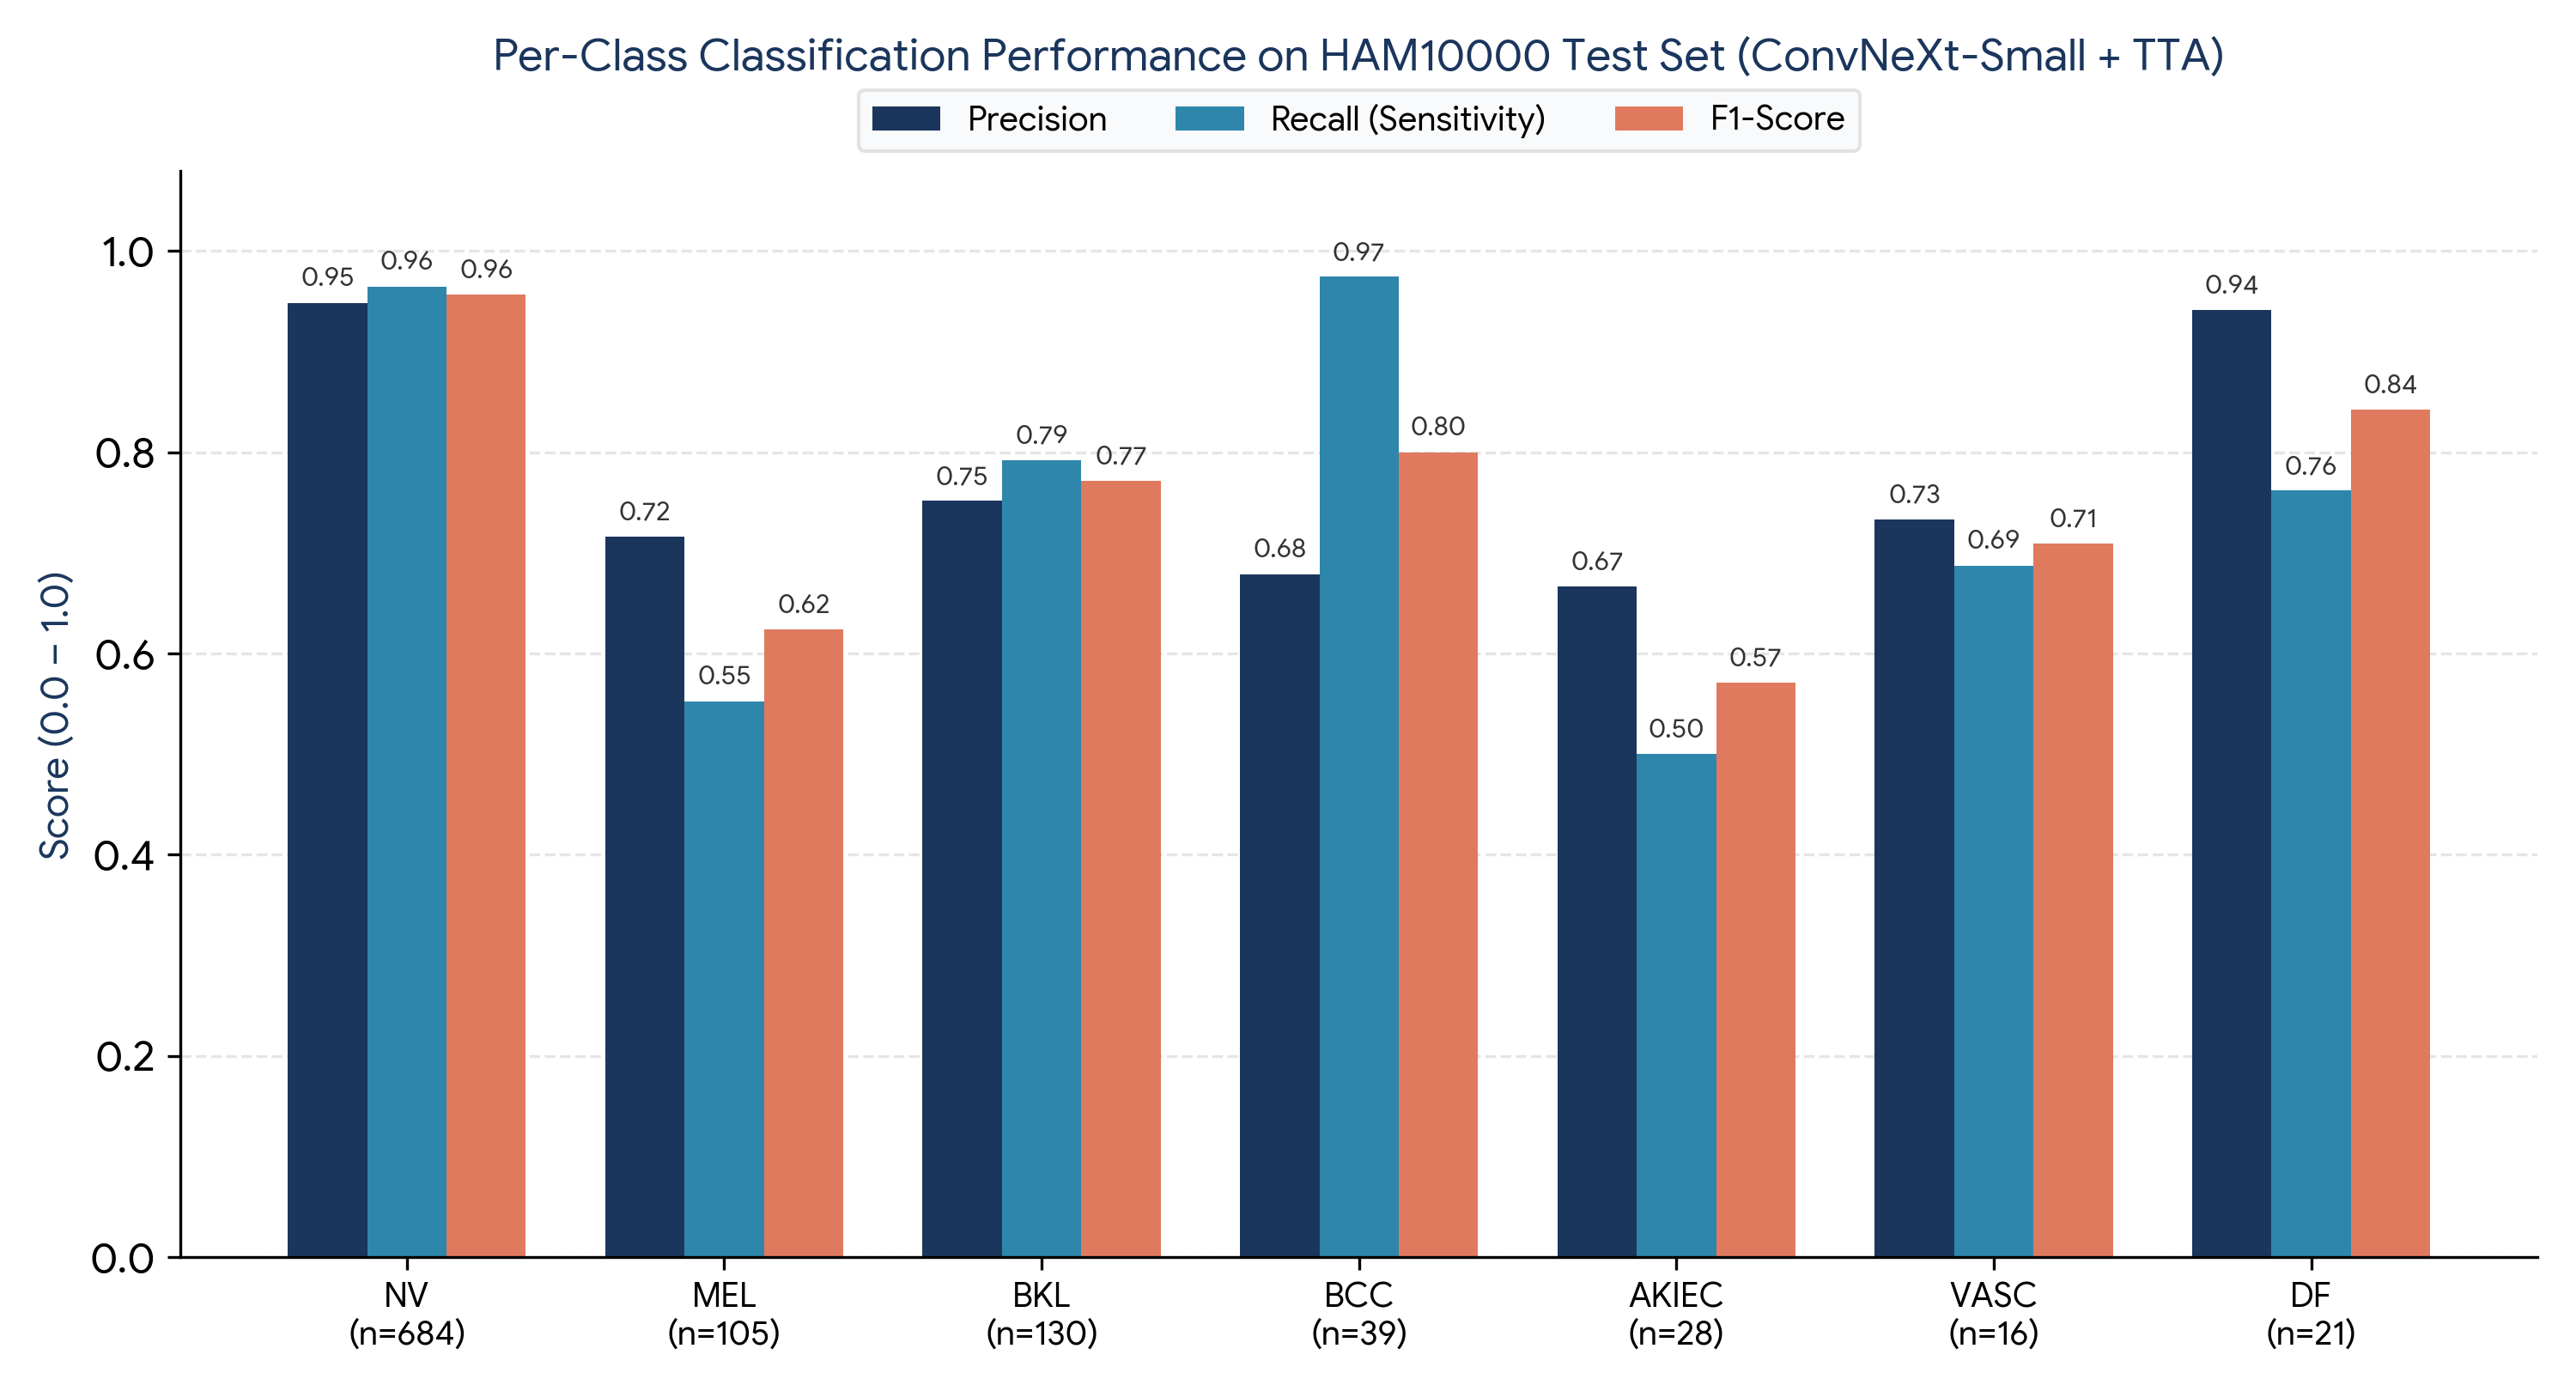 Per-Class Classification Performance on HAM10000 Test Set (ConvNeXt-Small + TTA)
Precision Recall (Sensitivity) F1-Score
Score (0.0 – 1.0)
1.0
0.8
0.6
0.4
0.2
0.0
0.95 0.96 0.96
0.72 0.55 0.62
0.75 0.79 0.77
0.68 0.97 0.80
0.67 0.50 0.57
0.73 0.69 0.71
0.94 0.76 0.84
NV MEL BKL BCC AKIEC VASC DF
(n=684) (n=105) (n=130) (n=39) (n=28) (n=16) (n=21)